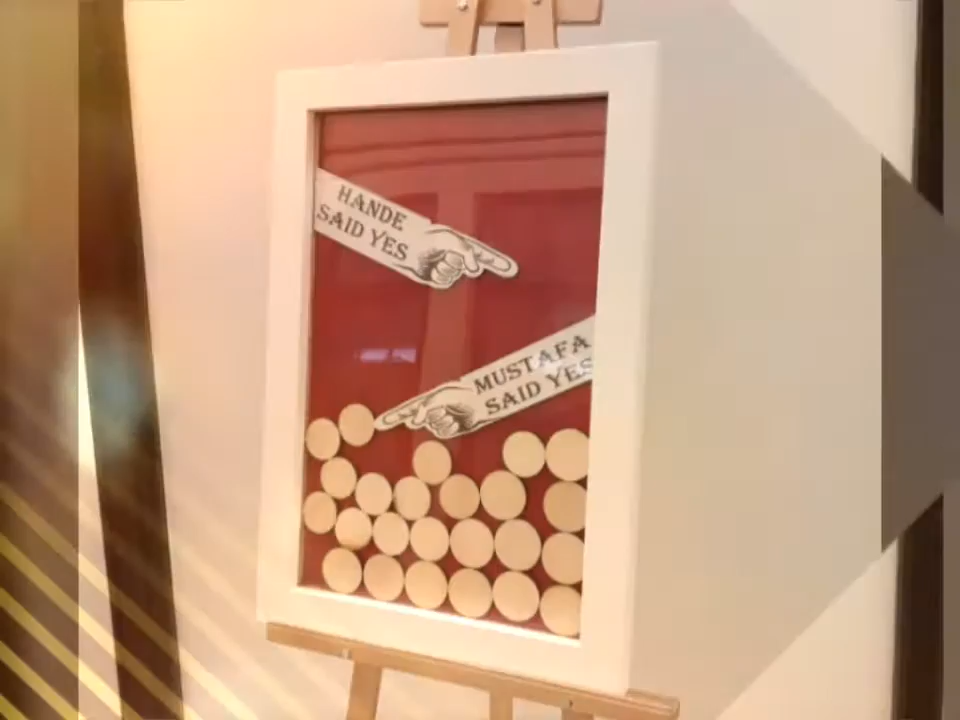 HANDE
SAID YES
MUSTAFA
SAID YES